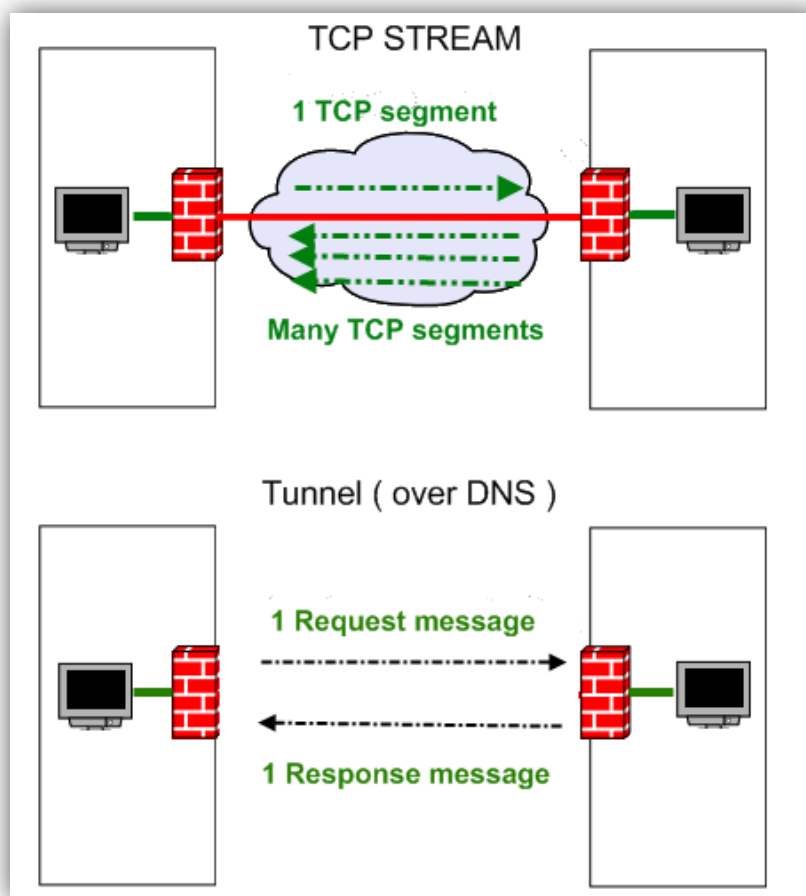 TCP STREAM
1 TCP segment
Many TCP segments
Tunnel ( over DNS )
1 Request message
1 Response message